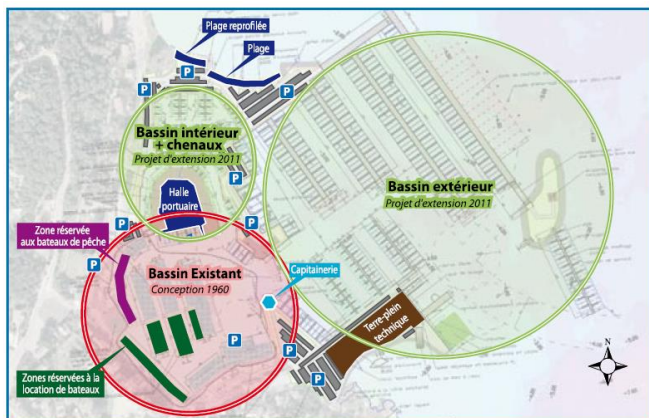 Plage reprofilée
Plage
P
P
P
Bassin intérieur
+ chenaux
Projet d'extension 2011
P
Halle
portuaire
Bassin extérieur
Projet d'extension 2011
Zone réservée
aux bateaux de pêche
P
P
P
Bassin Existant
Conception 1960
Capitainerie
Terre-plein
technique
P
P
P
Zones réservées à la
location de bateaux
N